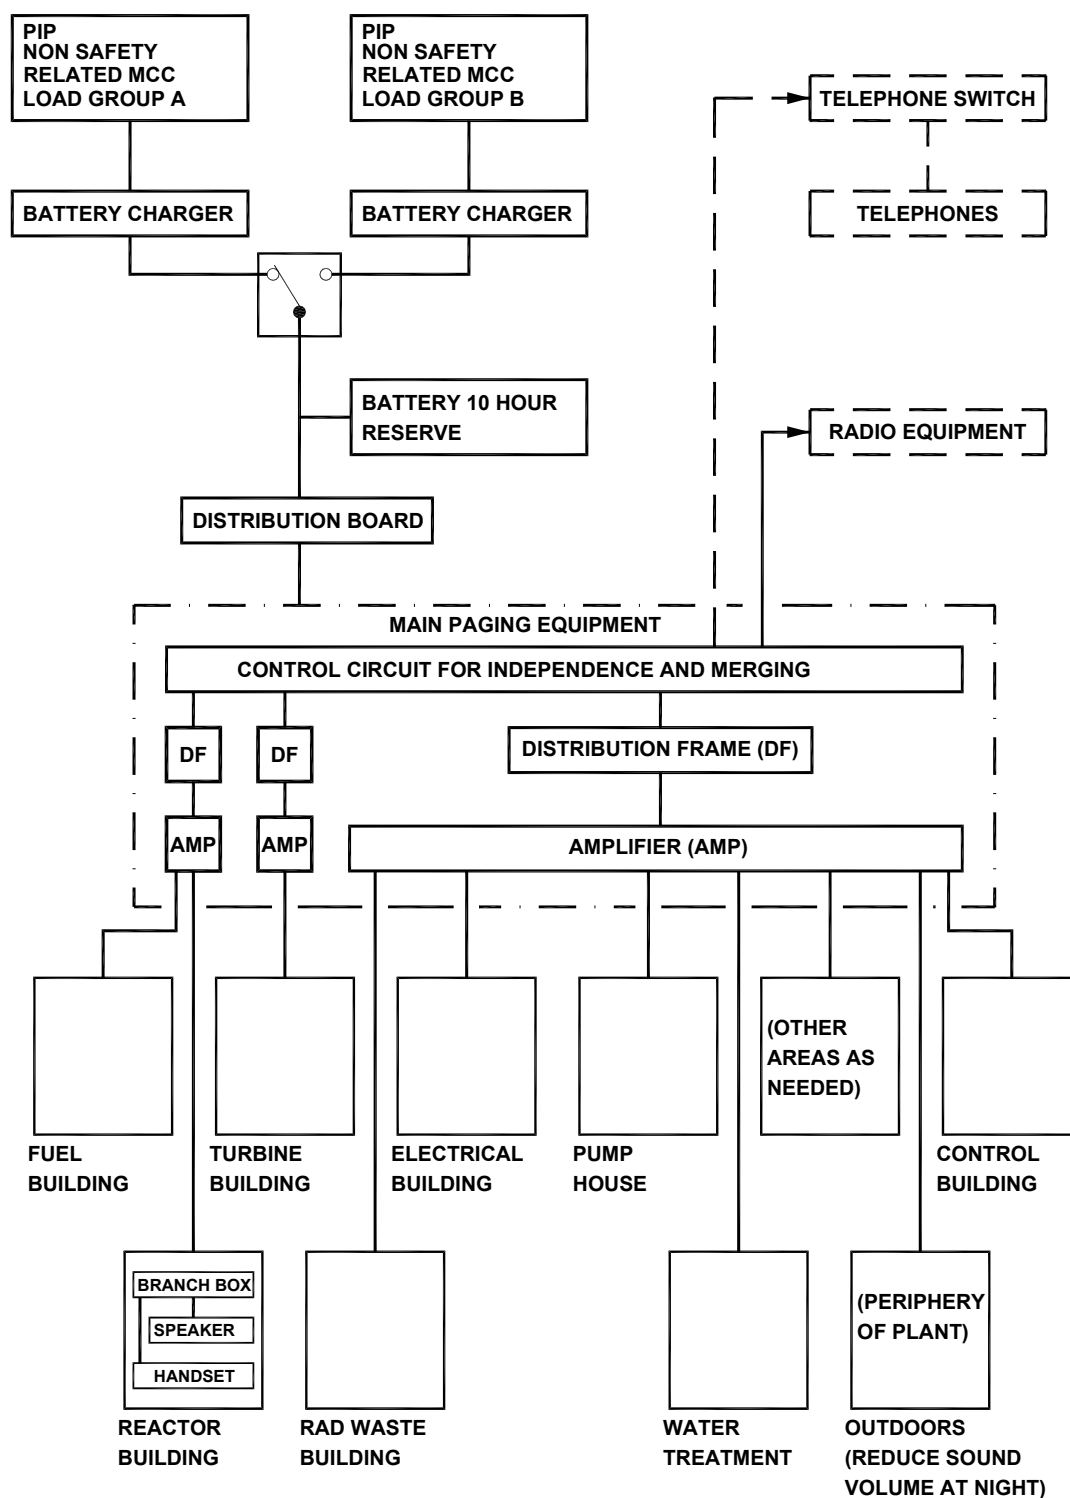 PIP
NON SAFETY
RELATED MCC
LOAD GROUP A
PIP
NON SAFETY
RELATED MCC
LOAD GROUP B
TELEPHONE SWITCH
BATTERY CHARGER
BATTERY CHARGER
TELEPHONES
BATTERY 10 HOUR
RESERVE
RADIO EQUIPMENT
DISTRIBUTION BOARD
MAIN PAGING EQUIPMENT
CONTROL CIRCUIT FOR INDEPENDENCE AND MERGING
DF
DF
DISTRIBUTION FRAME (DF)
AMP
AMP
AMPLIFIER (AMP)
(OTHER
AREAS AS
NEEDED)
FUEL
BUILDING
TURBINE
BUILDING
ELECTRICAL
BUILDING
PUMP
HOUSE
CONTROL
BUILDING
BRANCH BOX
SPEAKER
HANDSET
(PERIPHERY
OF PLANT)
REACTOR
BUILDING
RAD WASTE
BUILDING
WATER
TREATMENT
OUTDOORS
(REDUCE SOUND
VOLUME AT NIGHT)